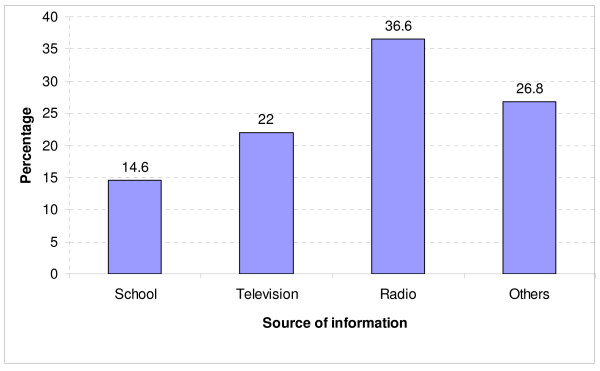 Percentage
40
35
30
25
20
15
10
5
0
14.6
22
36.6
26.8
School
Television
Radio
Others
Source of information